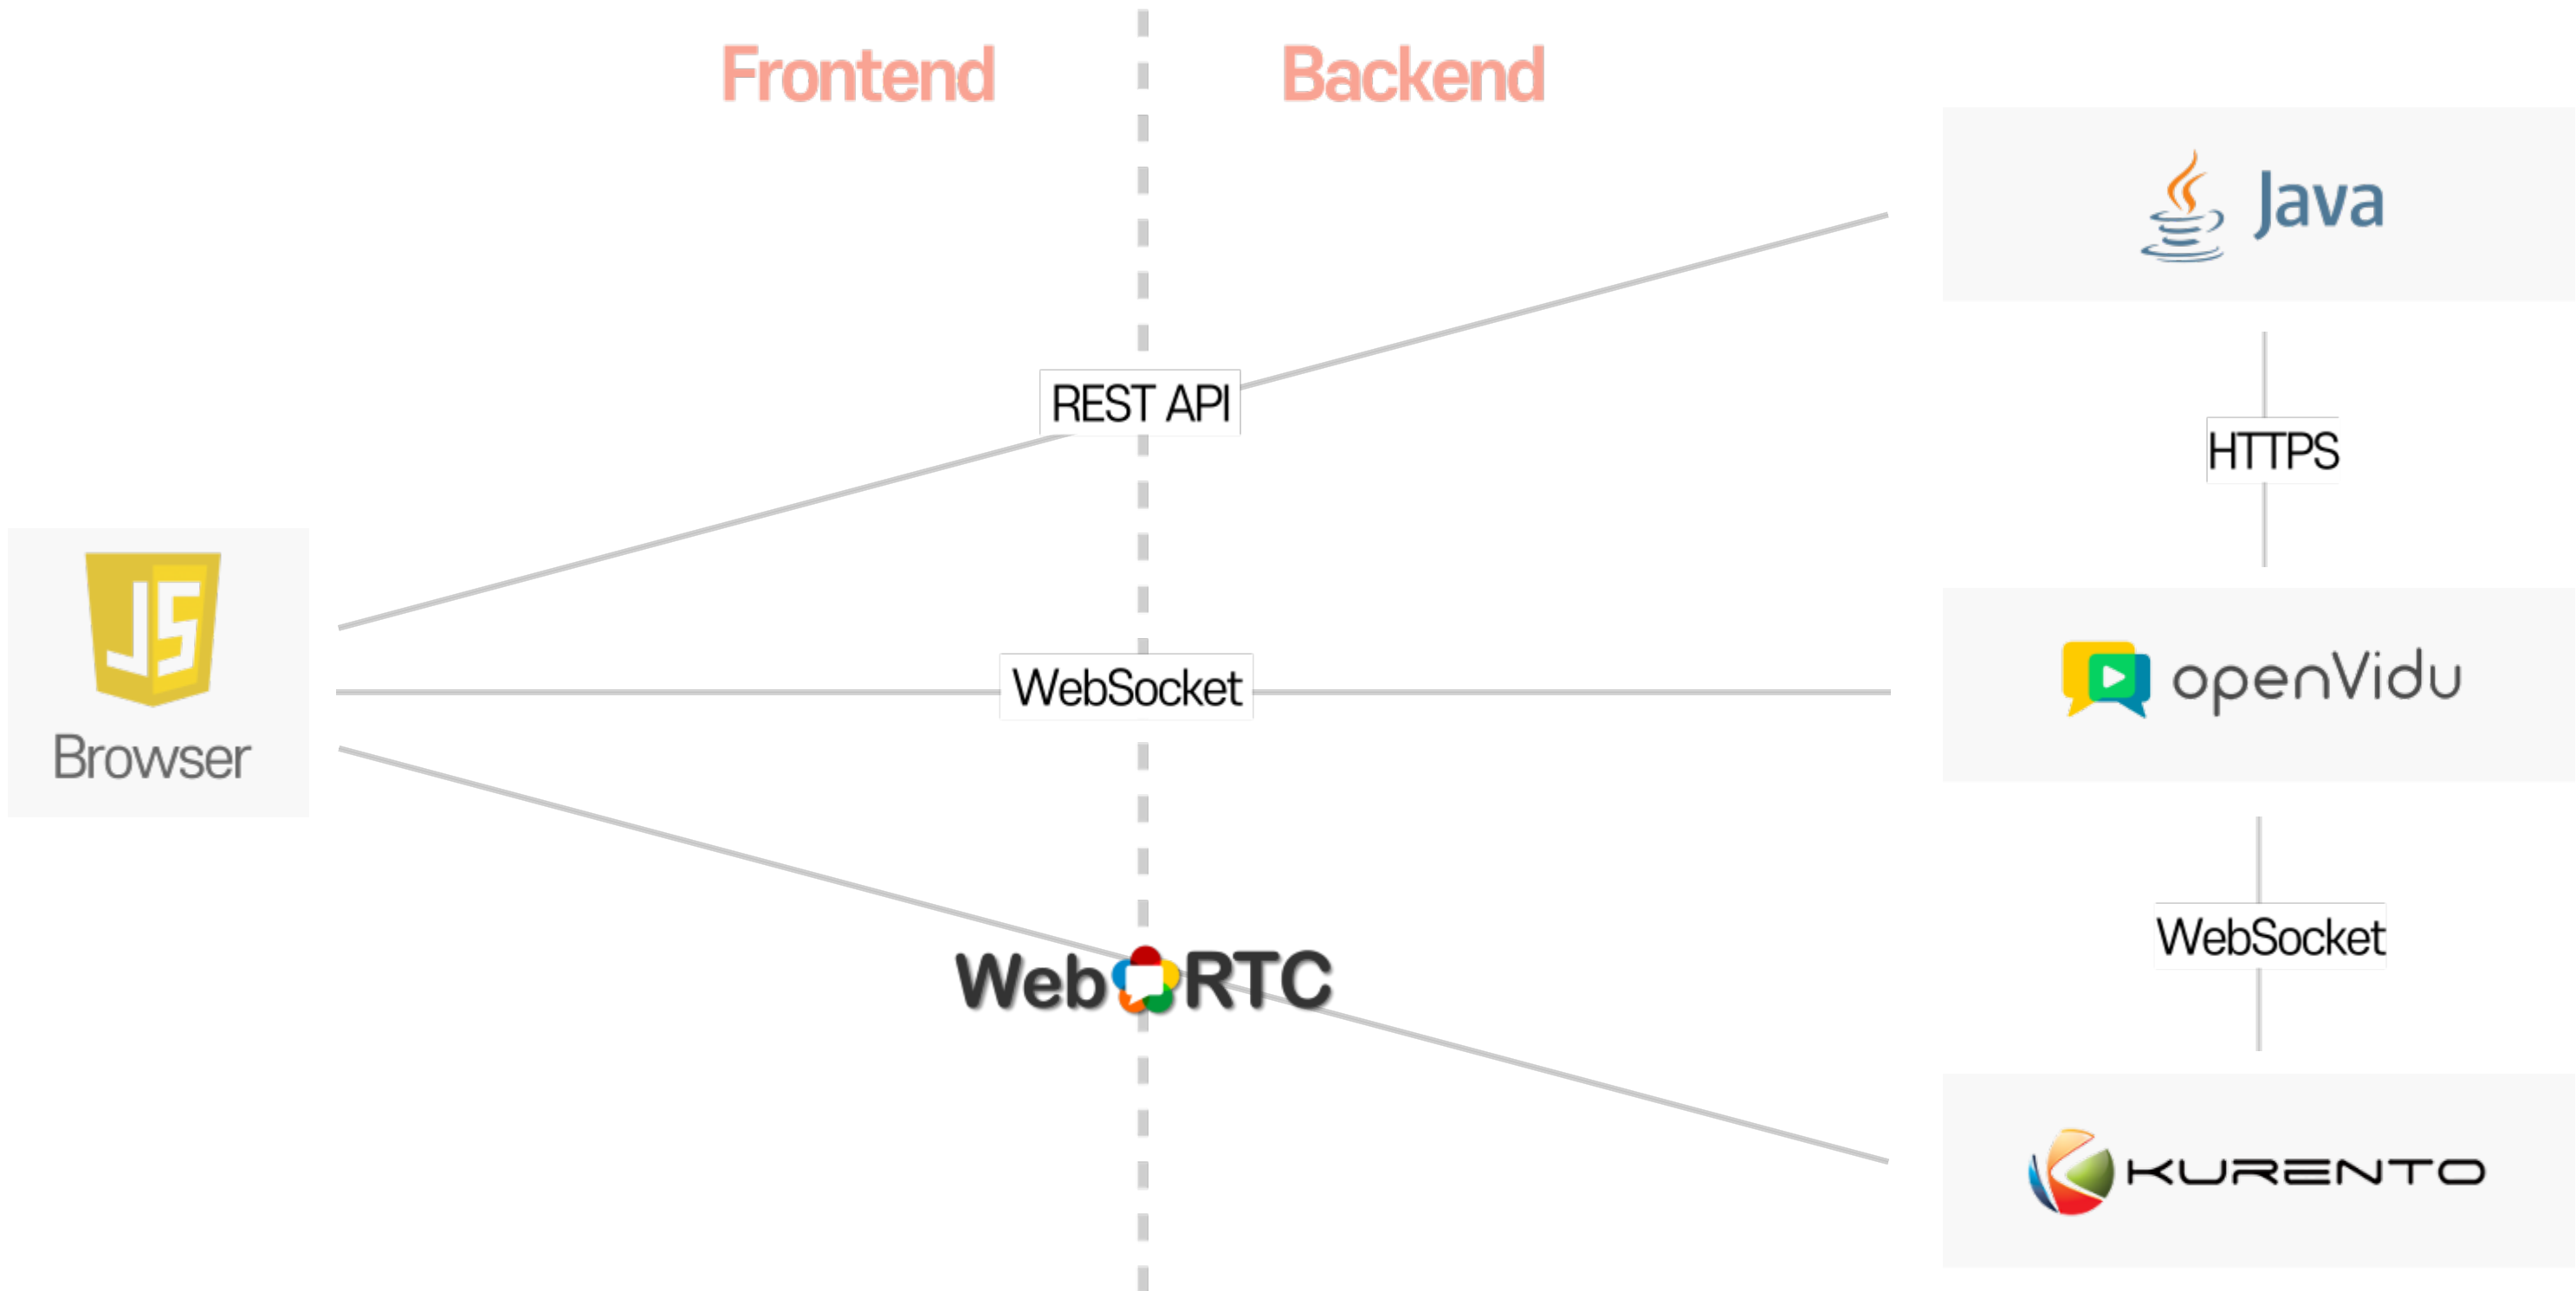 Frontend
Backend
Java
REST API
HTTPS
JS
Browser
WebSocket
openVidu
WebRTC
WebSocket
KURENTO